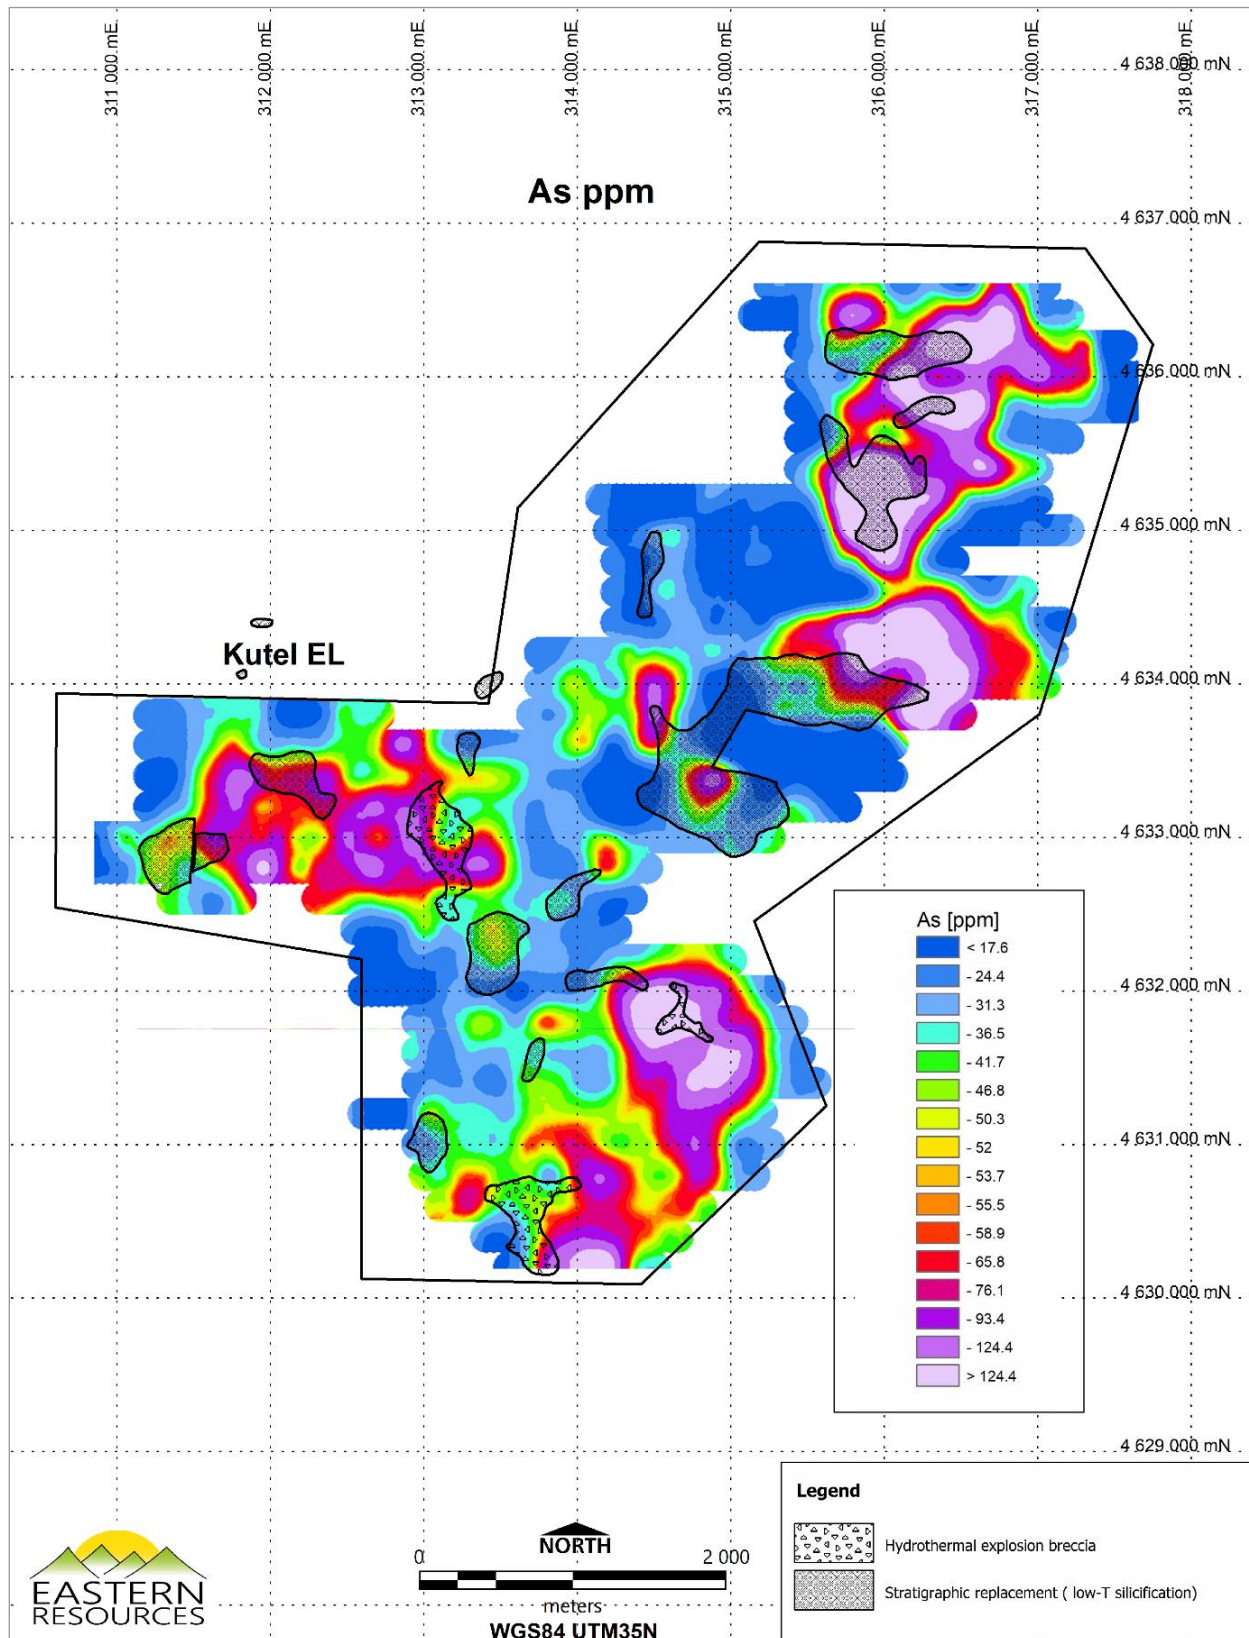 311 000 mE
312 000 mE
313 000 mE
314 000 mE
315 000 mE
316 000 mE
317 000 mE
318 000 mE
4 638 000 mN
As ppm
4 637 000 mN
4 636 000 mN
4 635 000 mN
Kutel EL
4 634 000 mN
4 633 000 mN
As [ppm]
< 17.6
- 24.4
- 31.3
- 36.5
- 41.7
- 46.8
- 50.3
- 52
- 53.7
- 55.5
- 58.9
- 65.8
- 76.1
- 93.4
- 124.4
> 124.4
4 632 000 mN
4 631 000 mN
4 630 000 mN
4 629 000 mN
Legend
Hydrothermal explosion breccia
Stratigraphic replacement ( low-T silicification)
NORTH
0 2 000
meters
WGS84 UTM35N
EASTERN
RESOURCES